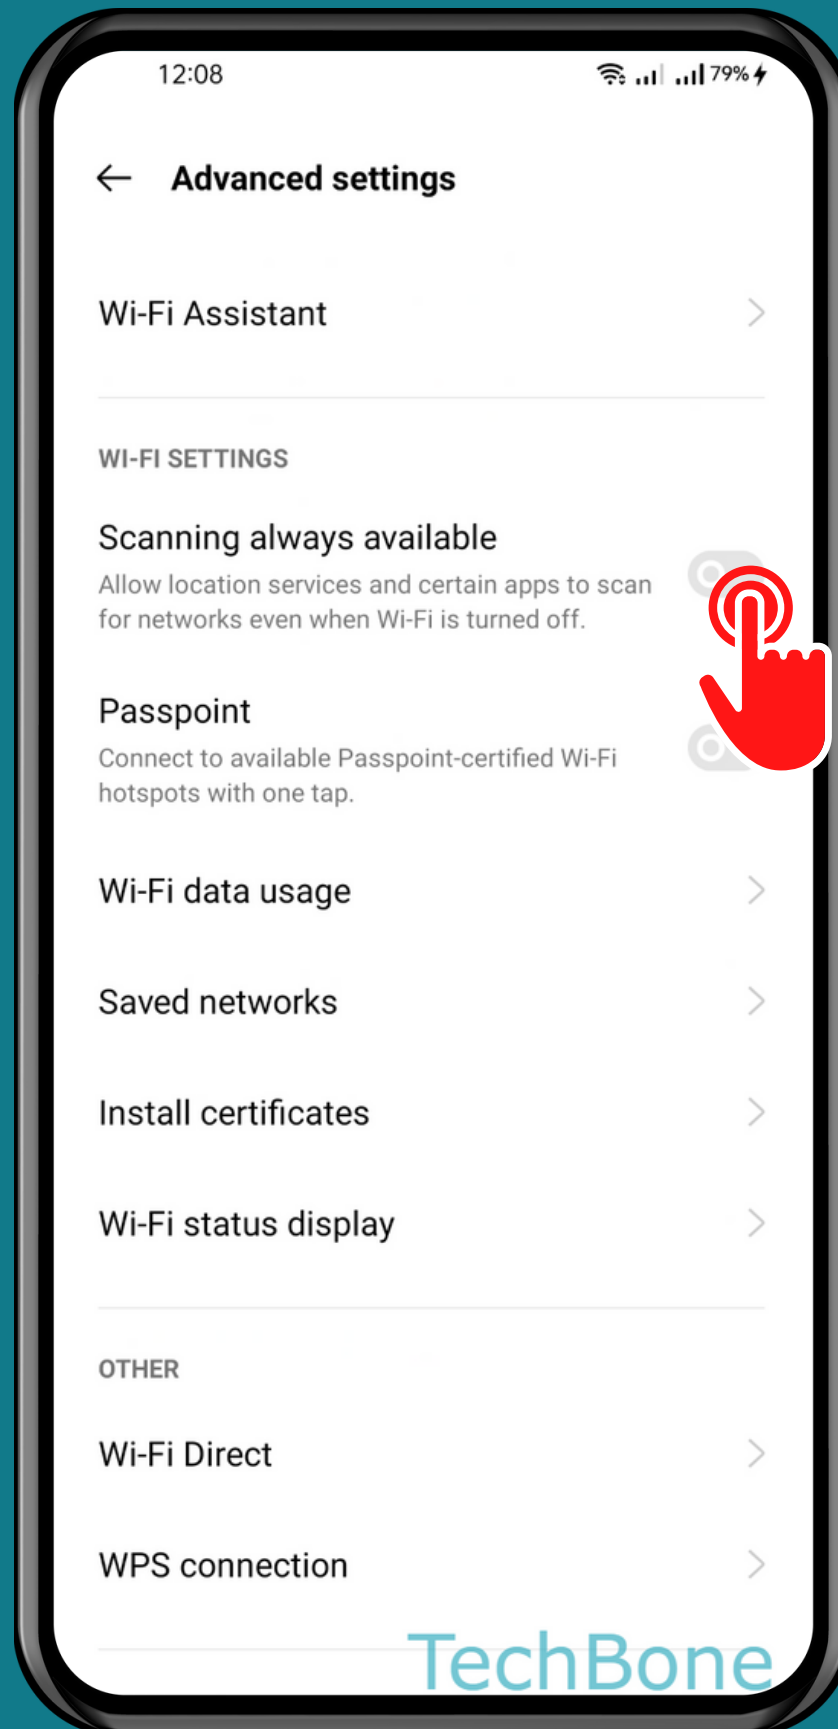 12:08
79%
Advanced settings
Wi-Fi Assistant
WI-FI SETTINGS
Scanning always available
Allow location services and certain apps to scan
for networks even when Wi-Fi is turned off.
Passpoint
Connect to available Passpoint-certified Wi-Fi
hotspots with one tap.
Wi-Fi data usage
Saved networks
Install certificates
Wi-Fi status display
OTHER
Wi-Fi Direct
WPS connection
TechBone